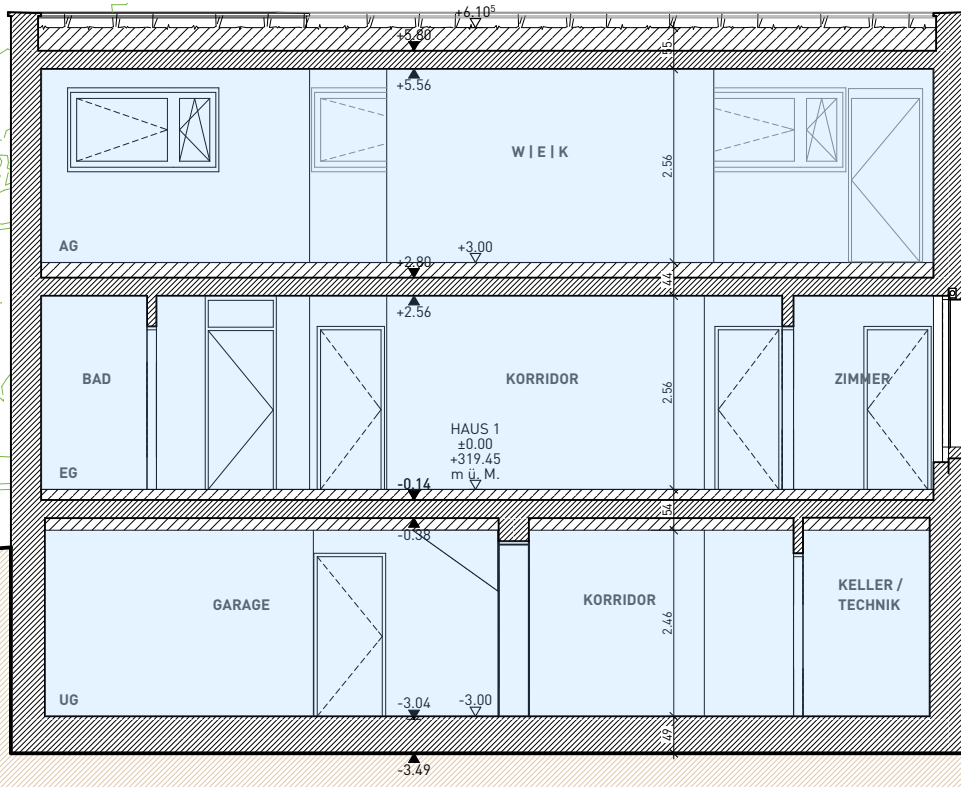 +6.10⁵
+5.80
55
+5.56
W | E | K
2.56
AG
+3.00
+2.80
44
+2.56
BAD
KORRIDOR
ZIMMER
2.56
HAUS 1
±0.00
+319.45
m ü. M.
EG
-0.14
54
-0.38
GARAGE
KORRIDOR
KELLER /
TECHNIK
2.46
UG
-3.04
-3.00
49
-3.49